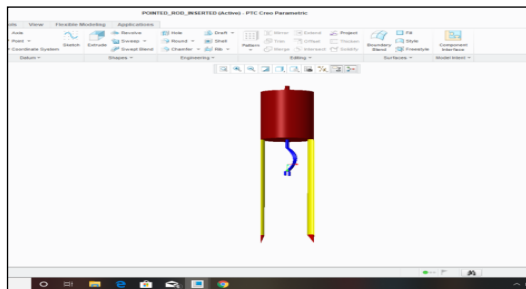 POINTED_ROD_INSERTED (Active) - PTC Creo Parametric
View Flexible Modeling Applications
Axis Revolve Hole Draft Mirror Extend Project Fill
Point Sweep Round Shell Trim Offset Thicken Style
Coordinate System Sketch Extrude Swept Blend Chamfer Rib Pattern Merge Intersect Solidify Boundary Blend Freestyle Component Interface
Datum Shapes Engineering Editing Surfaces Model Intent